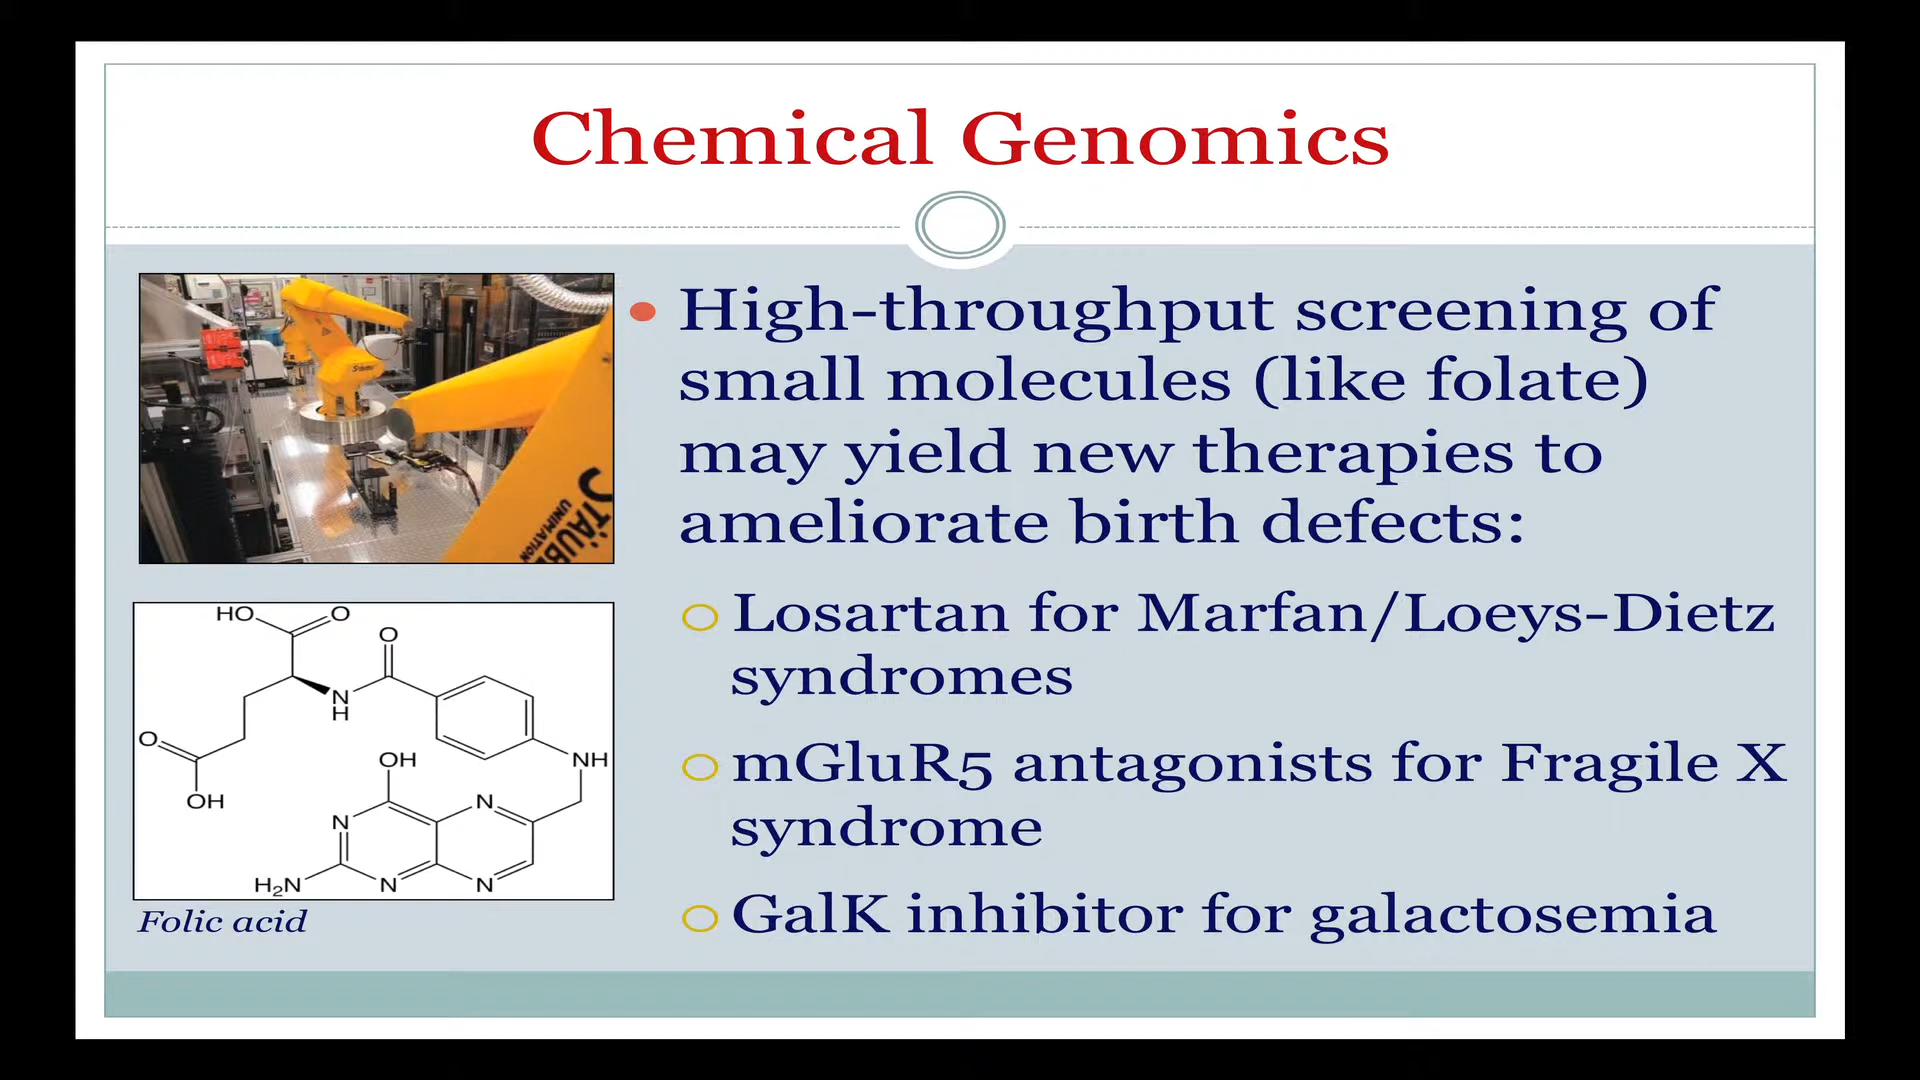 Chemical Genomics
STÄUB
UNIMATION
High-throughput screening of
small molecules (like folate)
may yield new therapies to
ameliorate birth defects:
Losartan for Marfan/Loeys-Dietz
syndromes
mGluR5 antagonists for Fragile X
syndrome
GalK inhibitor for galactosemia
HO
O
O
N
H
O
OH
OH
NH
N
N
H₂N
N
N
Folic acid